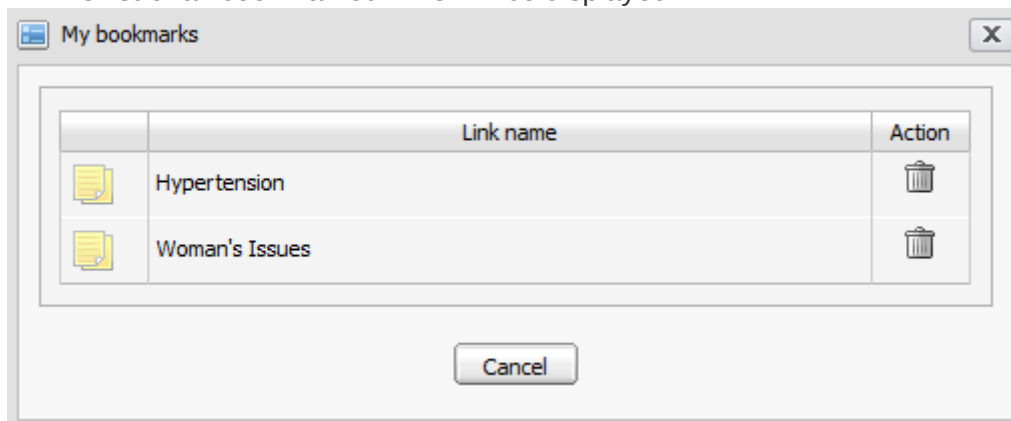 My bookmarks
X
Link name Action
Hypertension
Woman's Issues
Cancel